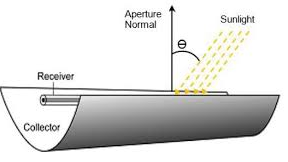 Aperture
Normal
Sunlight
Θ
Receiver
Collector